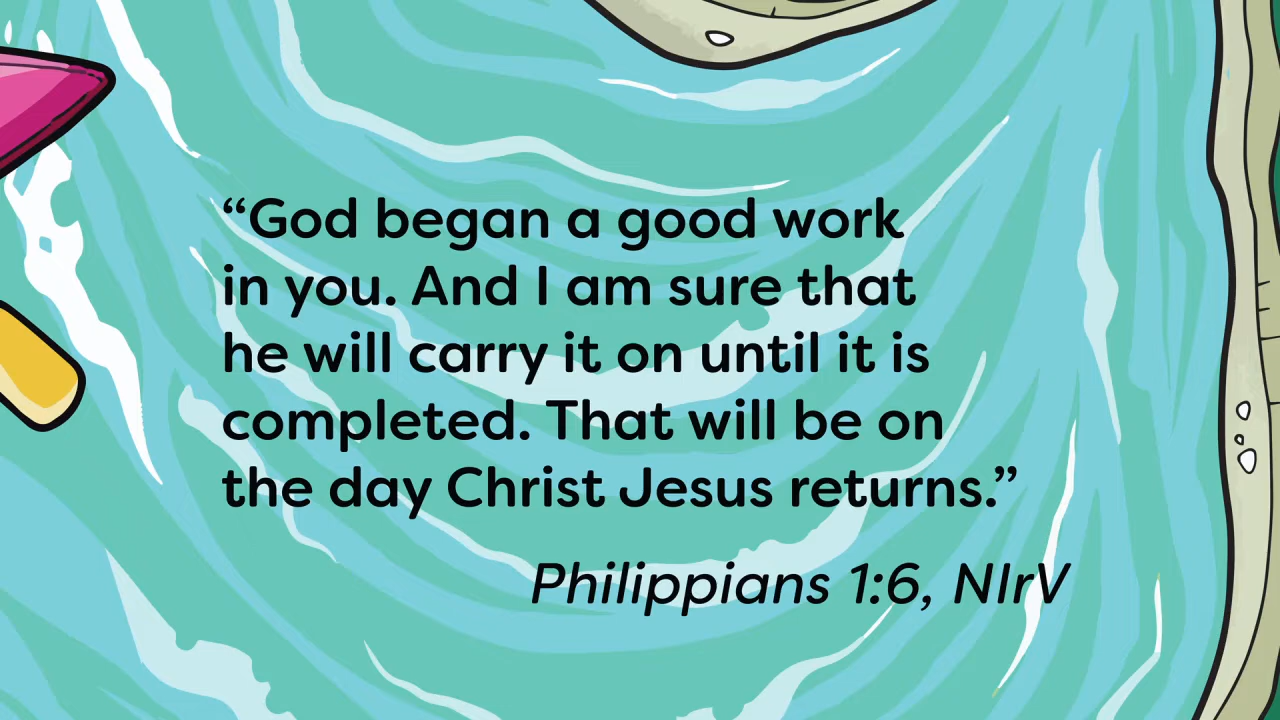 “God began a good work
in you. And I am sure that
he will carry it on until it is
completed. That will be on
the day Christ Jesus returns.”
Philippians 1:6, NIrV